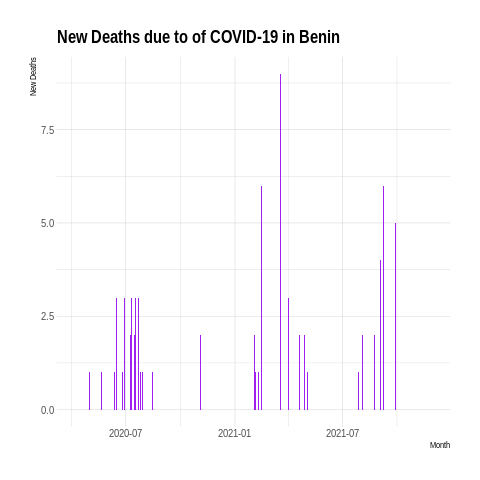 New Deaths due to of COVID-19 in Benin
New Deaths
7.5
5.0
2.5
0.0
2020-07 2021-01 2021-07
Month